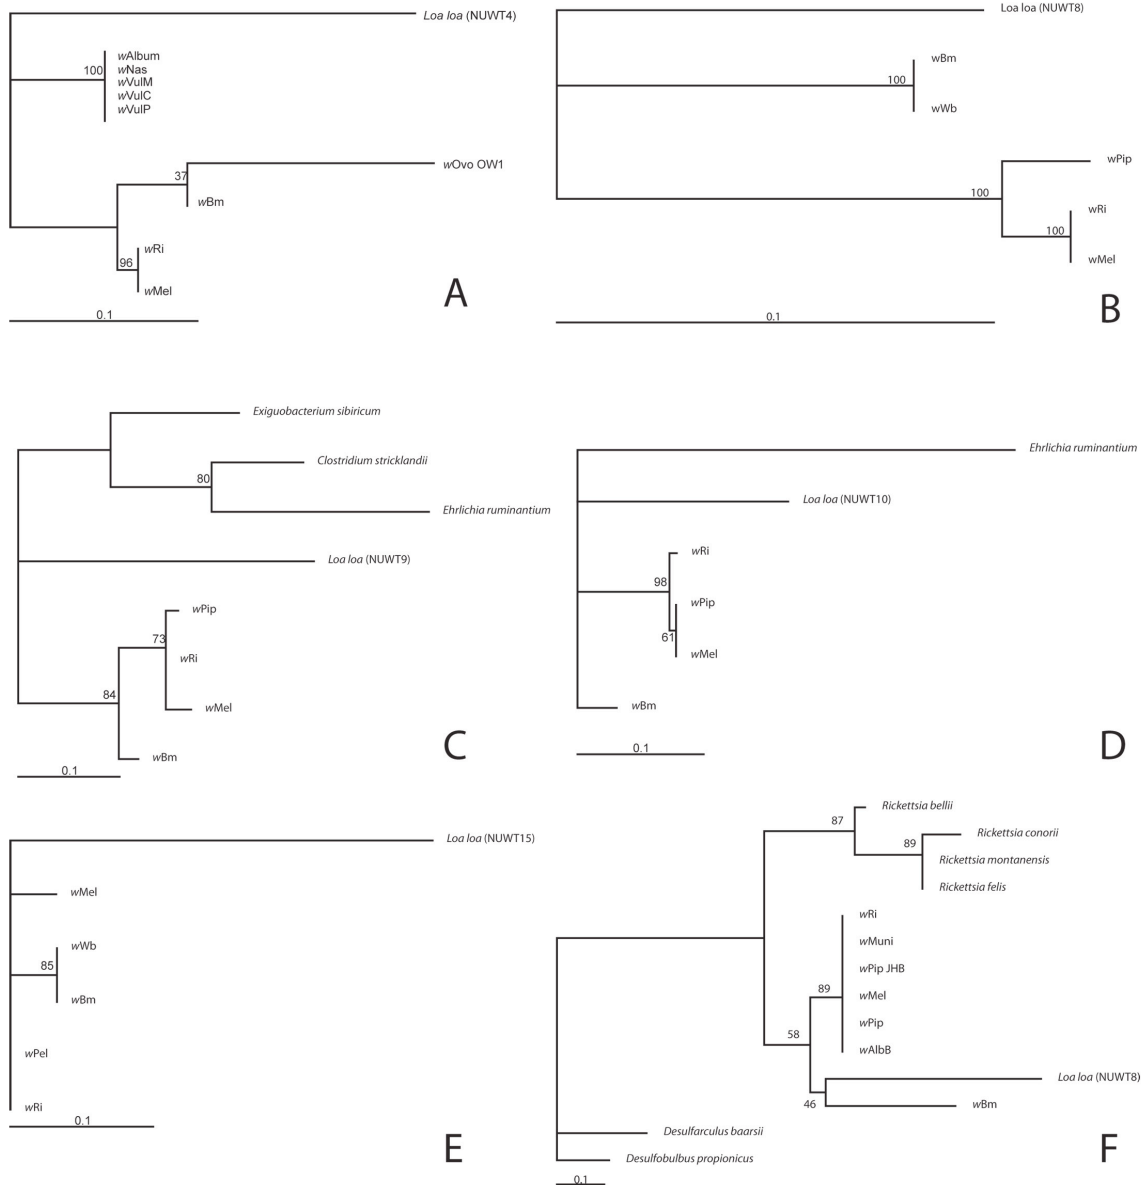 Loa loa (NUWT4)
100
wAlbum
wNas
wVulM
wVulC
wVulP
37
wOvo OW1
wBm
wRi
96
wMel
0.1
A
Loa loa (NUWT8)
wBm
100
wWb
wPip
100
wRi
100
wMel
0.1
B
Exiguobacterium sibiricum
Clostridium stricklandii
80
Ehrlichia ruminantium
Loa loa (NUWT9)
wPip
73
wRi
84
wMel
wBm
0.1
C
Ehrlichia ruminantium
Loa loa (NUWT10)
wRi
98
wPip
61
wMel
wBm
0.1
D
Loa loa (NUWT15)
wMel
wWb
85
wBm
wPel
wRi
0.1
E
Rickettsia bellii
87
Rickettsia conorii
89
Rickettsia montanensis
Rickettsia felis
wRi
wMuni
wPip JHB
89
wMel
wPip
58
wAlbB
Loa loa (NUWT8)
46
wBm
Desulfarculus baarsii
Desulfobulbus propionicus
0.1
F